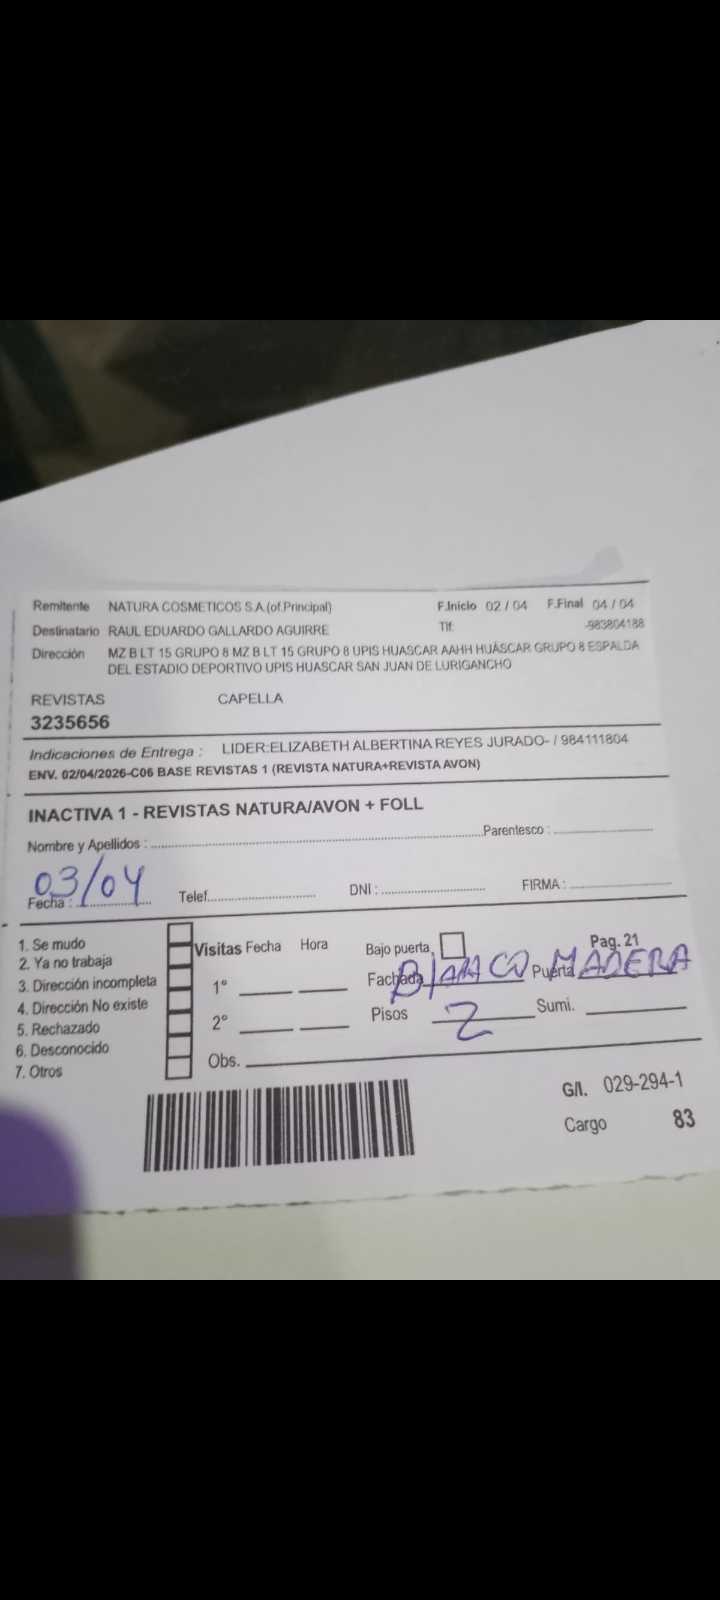 Remitente NATURA COSMETICOS S.A.(of.Principal) F.Inicio 02 / 04 F.Final 04 / 04
Destinatario RAUL EDUARDO GALLARDO AGUIRRE Tlf: -983804188
Dirección MZ B LT 15 GRUPO 8 MZ B LT 15 GRUPO 8 UPIS HUASCAR AAHH HUÁSCAR GRUPO 8 ESPALDA
DEL ESTADIO DEPORTIVO UPIS HUASCAR SAN JUAN DE LURIGANCHO
REVISTAS CAPELLA
3235656
Indicaciones de Entrega : LIDER:ELIZABETH ALBERTINA REYES JURADO- / 984111804
ENV. 02/04/2026-C06 BASE REVISTAS 1 (REVISTA NATURA+REVISTA AVON)
INACTIVA 1 - REVISTAS NATURA/AVON + FOLL
Nombre y Apellidos : Parentesco :
Fecha : 03/04 Telef. DNI : FIRMA :
1. Se mudo
2. Ya no trabaja
3. Dirección incompleta
4. Dirección No existe
5. Rechazado
6. Desconocido
7. Otros
Visitas Fecha Hora Bajo puerta Pag. 21
1° Fachada BlANCO Puerta MADERA
2° Pisos 2 Sumi.
Obs.
G/I. 029-294-1
Cargo 83